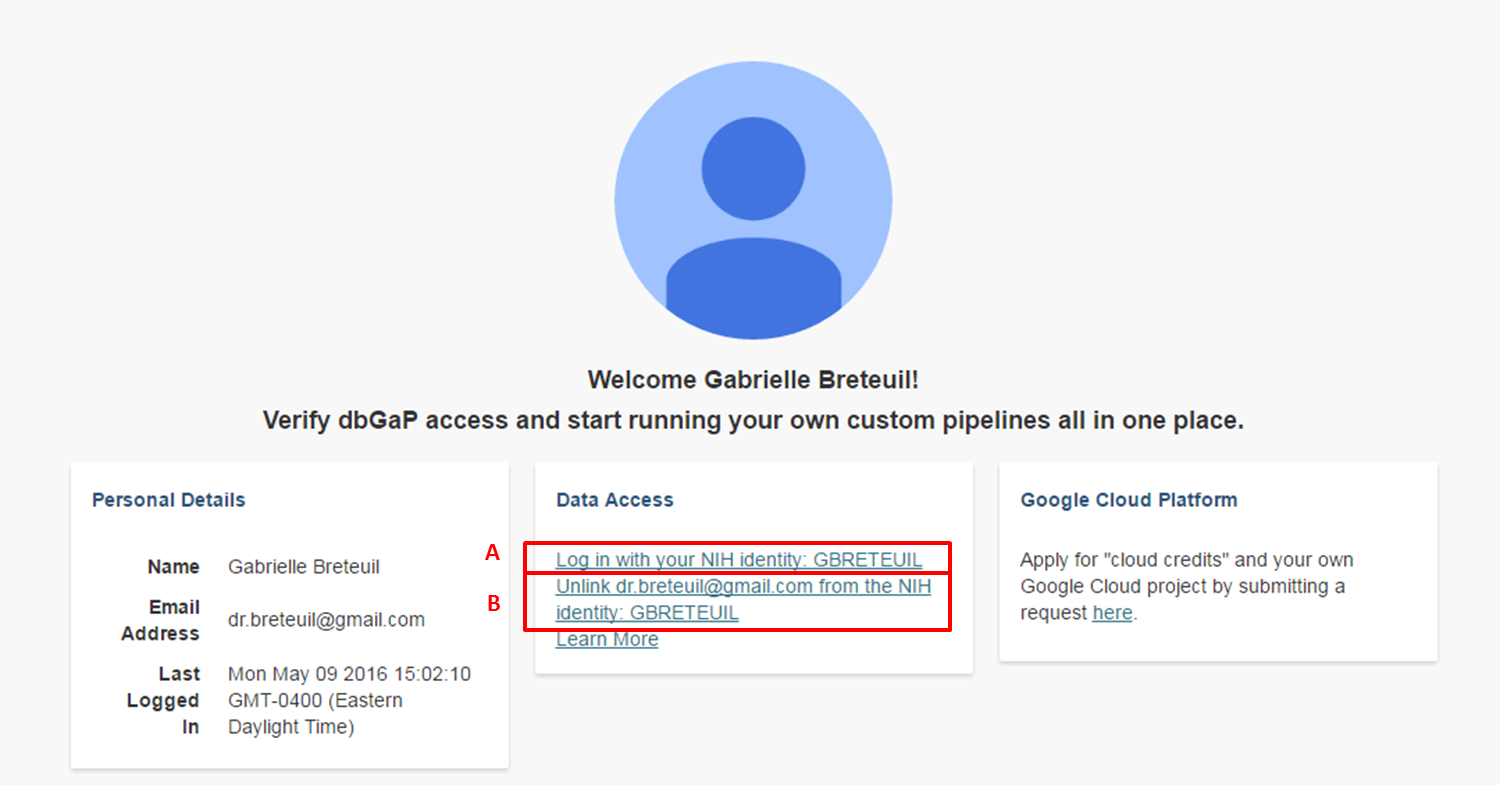 Welcome Gabrielle Breteuil!
Verify dbGaP access and start running your own custom pipelines all in one place.
Personal Details
Name Gabrielle Breteuil
Email
Address
dr.breteuil@gmail.com
Last
Logged
In
Mon May 09 2016 15:02:10
GMT-0400 (Eastern
Daylight Time)
Data Access
A
Log in with your NIH identity: GBRETEUIL
B
Unlink dr.breteuil@gmail.com from the NIH
identity: GBRETEUIL
Learn More
Google Cloud Platform
Apply for "cloud credits" and your own
Google Cloud project by submitting a
request here.